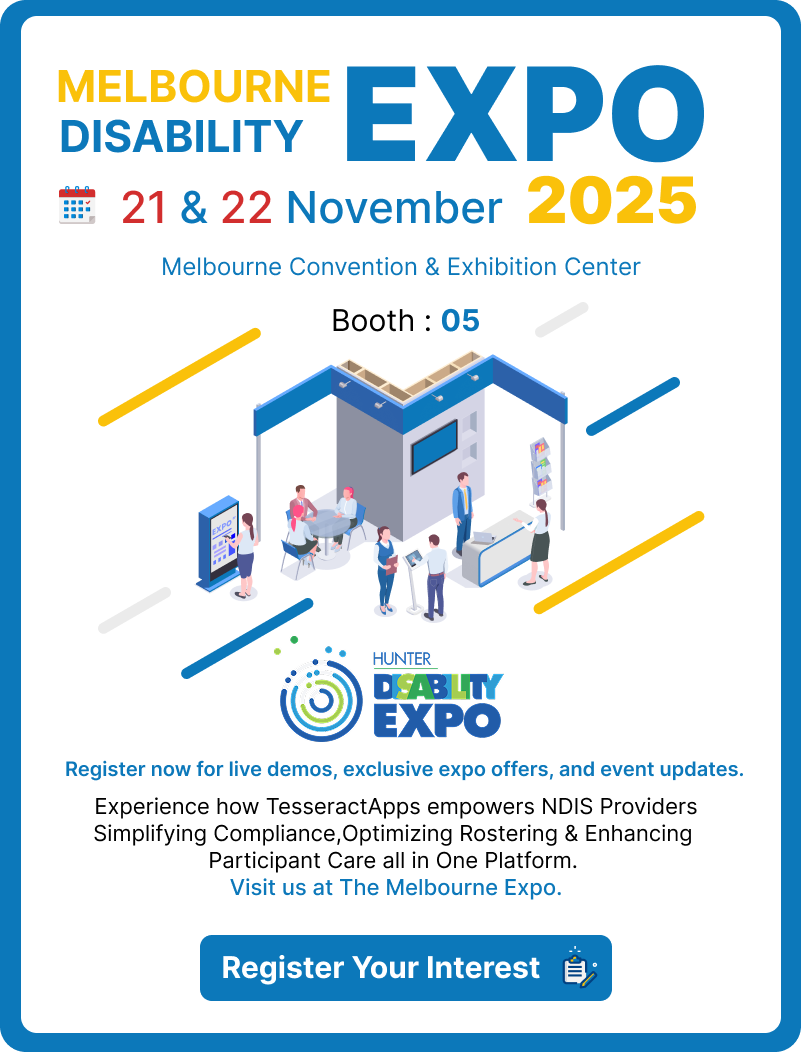 MELBOURNE
DISABILITY
EXPO
21 & 22 November 2025
Melbourne Convention & Exhibition Center
Booth : 05
EXPO
HUNTER
DISABILITY
EXPO
Register now for live demos, exclusive expo offers, and event updates.
Experience how TesseractApps empowers NDIS Providers
Simplifying Compliance,Optimizing Rostering & Enhancing
Participant Care all in One Platform.
Visit us at The Melbourne Expo.
Register Your Interest